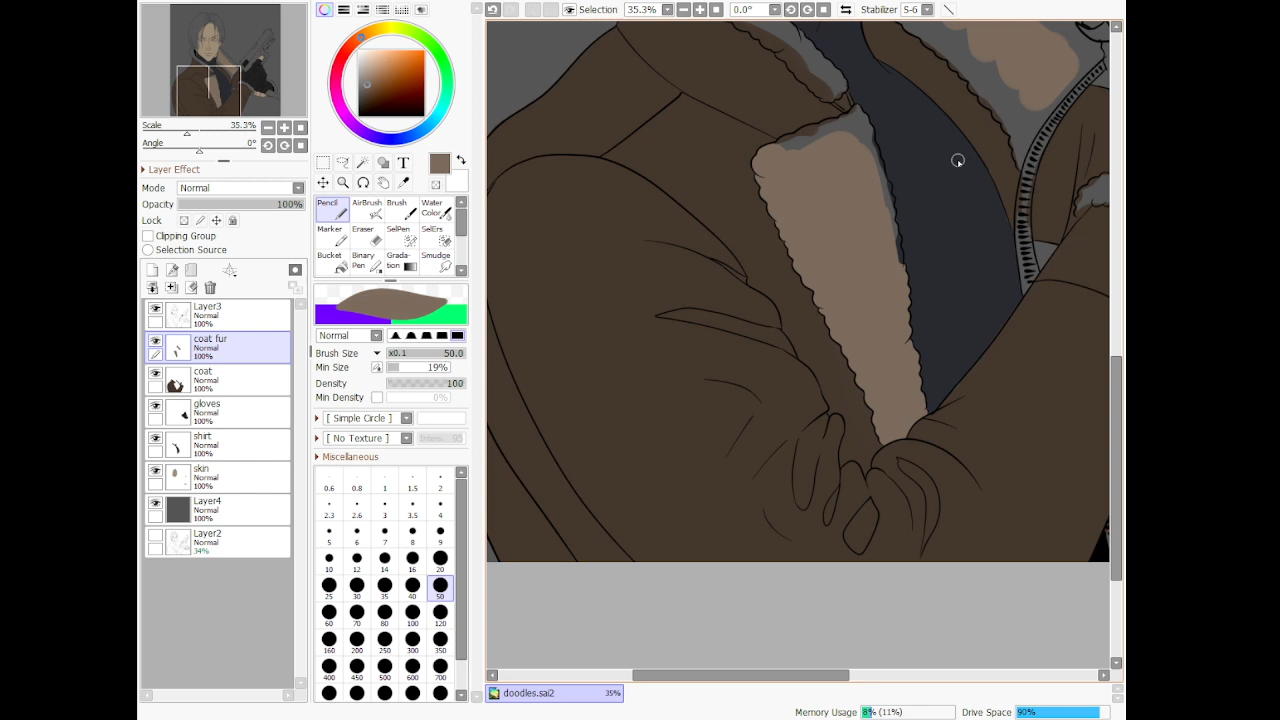 Selection 35.3% 0.0° Stabilizer S-6
Scale 35.3%
Angle 0°
Layer Effect
Mode Normal
Opacity 100%
Lock
Clipping Group
Selection Source
Layer3
Normal
100%
coat fur
Normal
100%
coat
Normal
100%
gloves
Normal
100%
shirt
Normal
100%
skin
Normal
100%
Layer4
Normal
100%
Layer2
Normal
34%
T
Pencil AirBrush Brush Water Color
Marker Eraser SelPen SelErs
Bucket Binary Pen Grada-tion Smudge
Normal
Brush Size x0.1 50.0
Min Size 19%
Density 100
Min Density 0%
[ Simple Circle ]
[ No Texture ] Intens. 95
Miscellaneous
0.6 0.8 1 1.5 2
2.3 2.6 3 3.5 4
5 6 7 8 9
10 12 14 16 20
25 30 35 40 50
60 70 80 100 120
160 200 250 300 350
400 450 500 600 700
doodles.sai2 35%
Memory Usage 8% (11%) Drive Space 90%